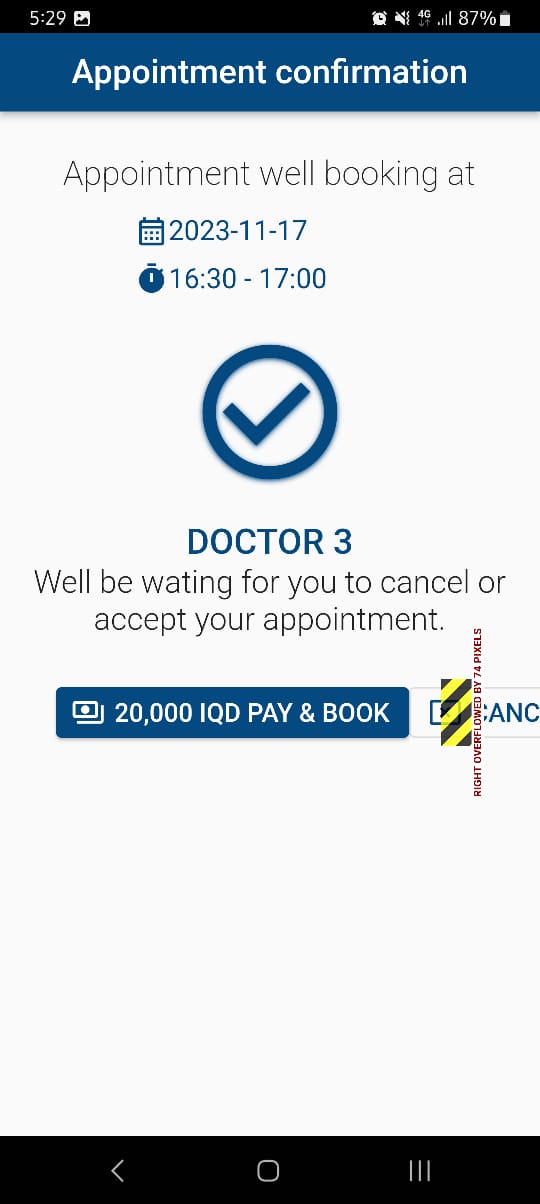 5:29 4G 87%
Appointment confirmation
Appointment well booking at
2023-11-17
16:30 - 17:00
DOCTOR 3
Well be wating for you to cancel or
accept your appointment.
20,000 IQD PAY & BOOK
ANC
RIGHT OVERFLOWED BY 74 PIXELS